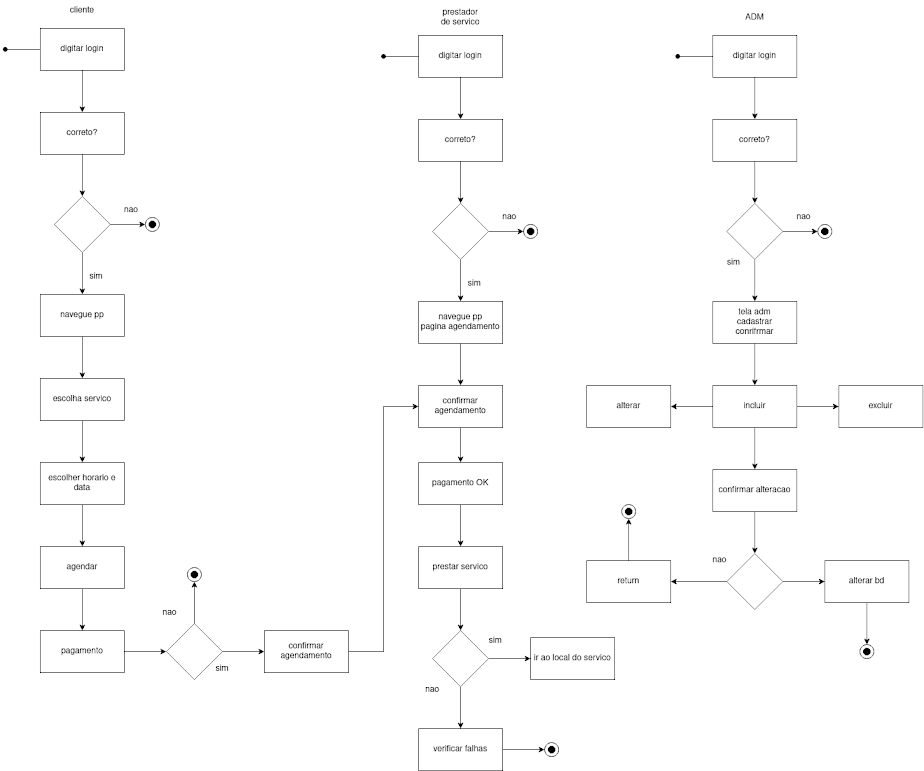 cliente
digitar login
correto?
nao
sim
navegue pp
escolha servico
escolher horario e
data
agendar
pagamento
nao
sim
confirmar
agendamento
prestador
de servico
digitar login
correto?
nao
sim
navegue pp
pagina agendamento
confirmar
agendamento
pagamento OK
prestar servico
sim
ir ao local do servico
nao
verificar falhas
ADM
digitar login
correto?
nao
sim
tela adm
cadastrar
conrifrmar
alterar
incluir
excluir
confirmar alteracao
nao
return
alterar bd